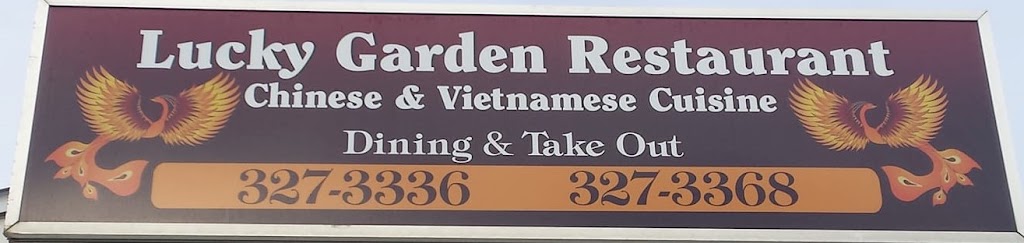 Lucky Garden Restaurant
Chinese & Vietnamese Cuisine
Dining & Take Out
327-3336 327-3368